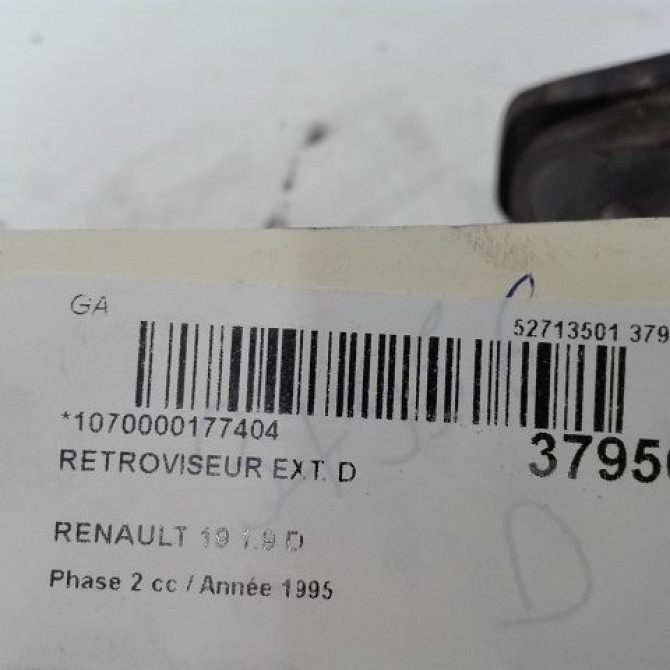 GA
52713501 379
*1070000177404
3795
RETROVISEUR EXT. D
RENAULT 19 1.9 D
D
Phase 2 cc / Année 1995